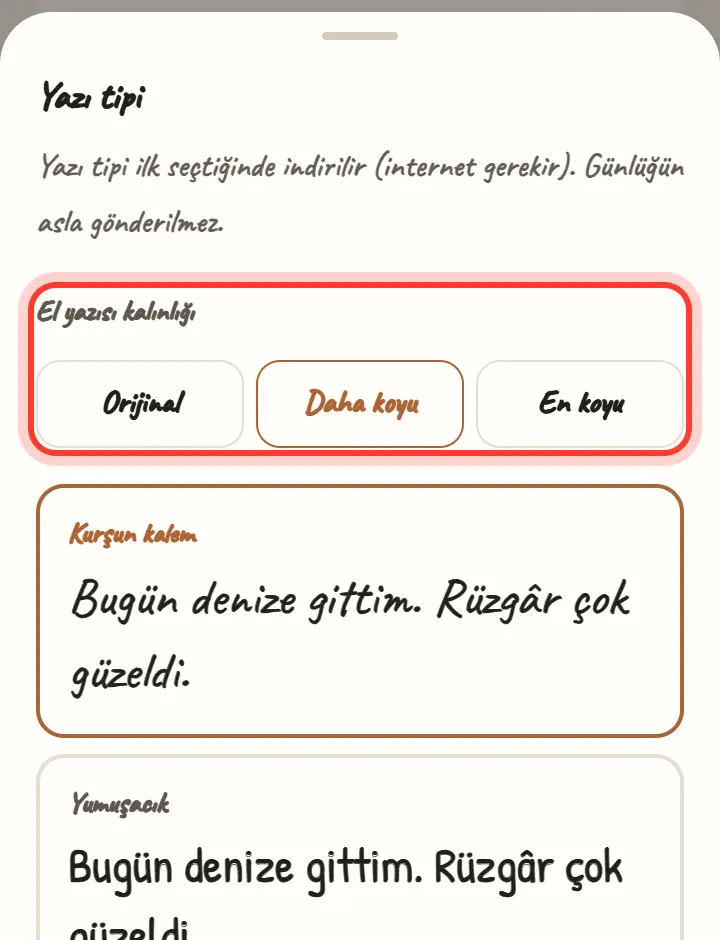 Yazı tipi
Yazı tipi ilk seçtiğinde indirilir (internet gerekir). Günlüğün
asla gönderilmez.
El yazısı kalınlığı
Orijinal
Daha koyu
En koyu
Kurşun kalem
Bugün denize gittim. Rüzgâr çok
güzeldi.
Yumuşacık
Bugün denize gittim. Rüzgâr çok
güzeldi.